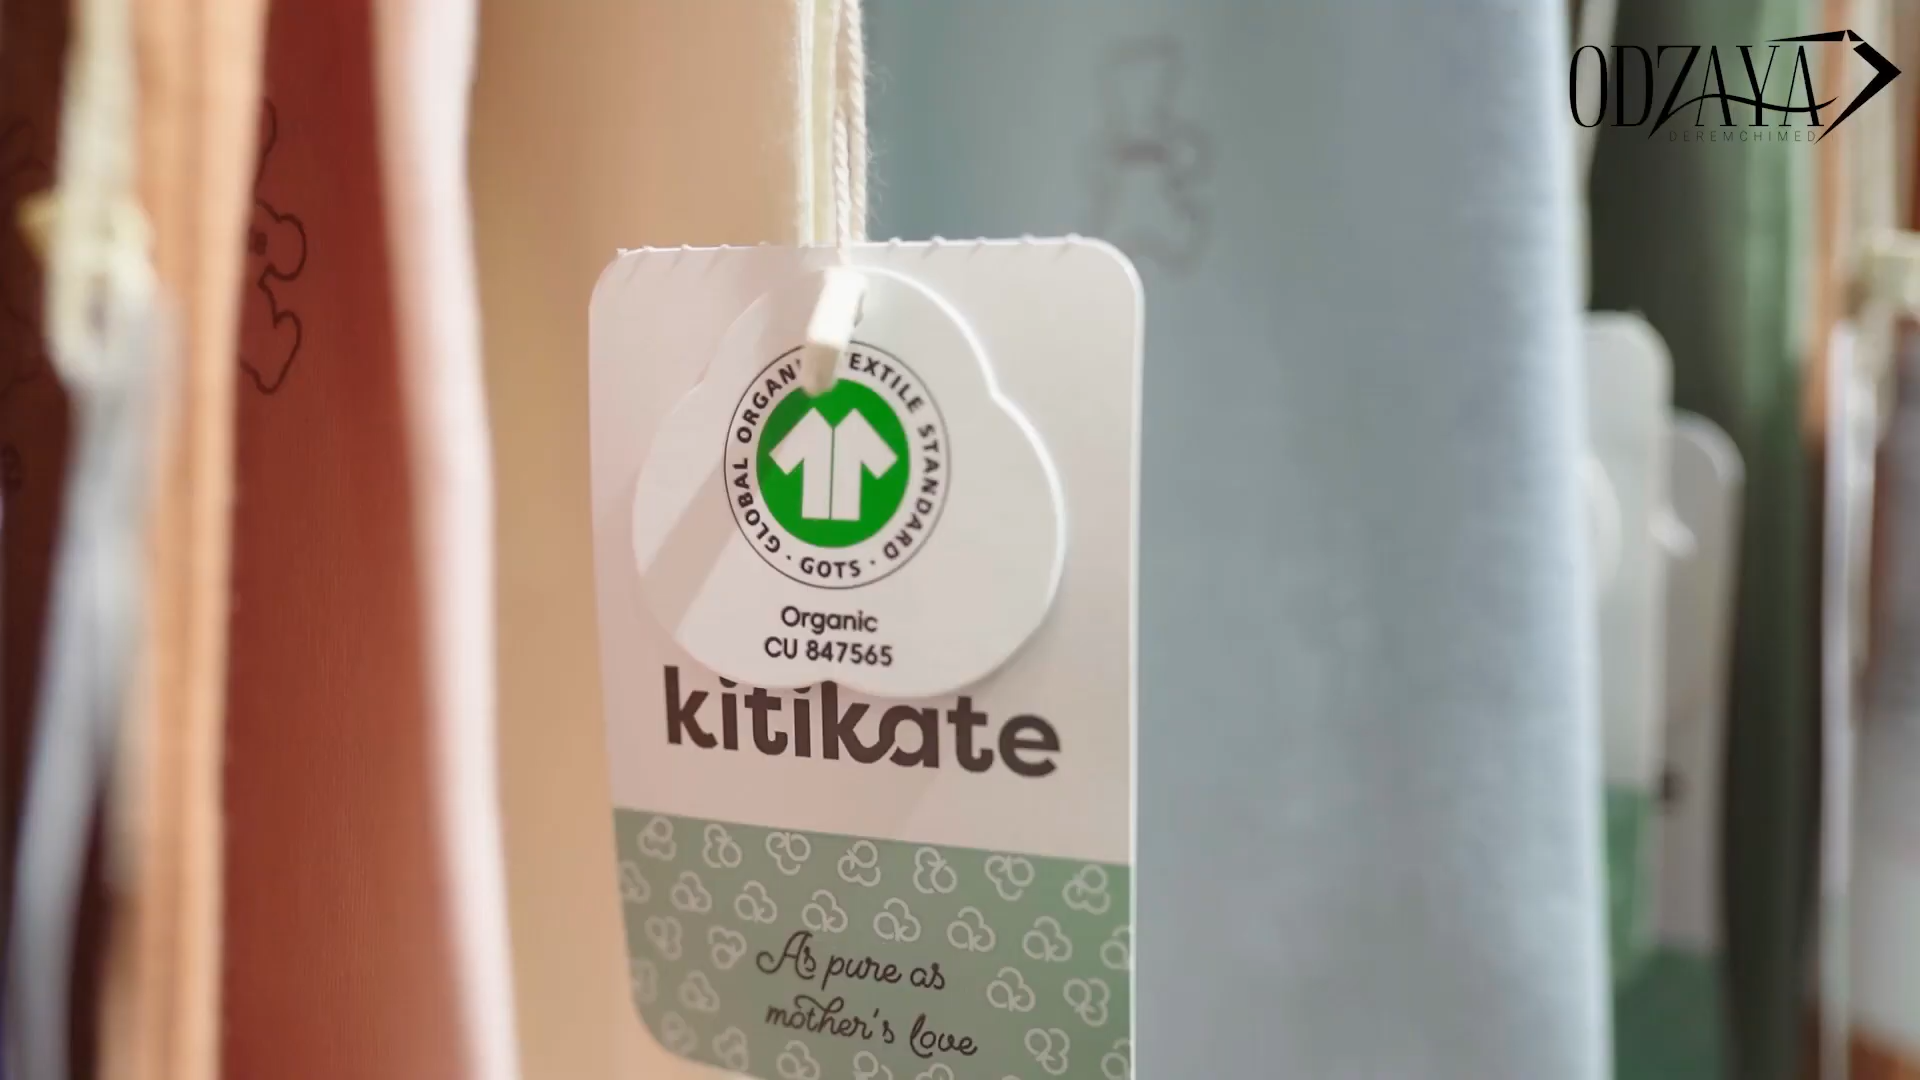 ODZAYA
DEREMCHIMED
GLOBAL ORGANIC TEXTILE STANDARD · GOTS ·
Organic
CU 847565
kitikate
As pure as
mother's love